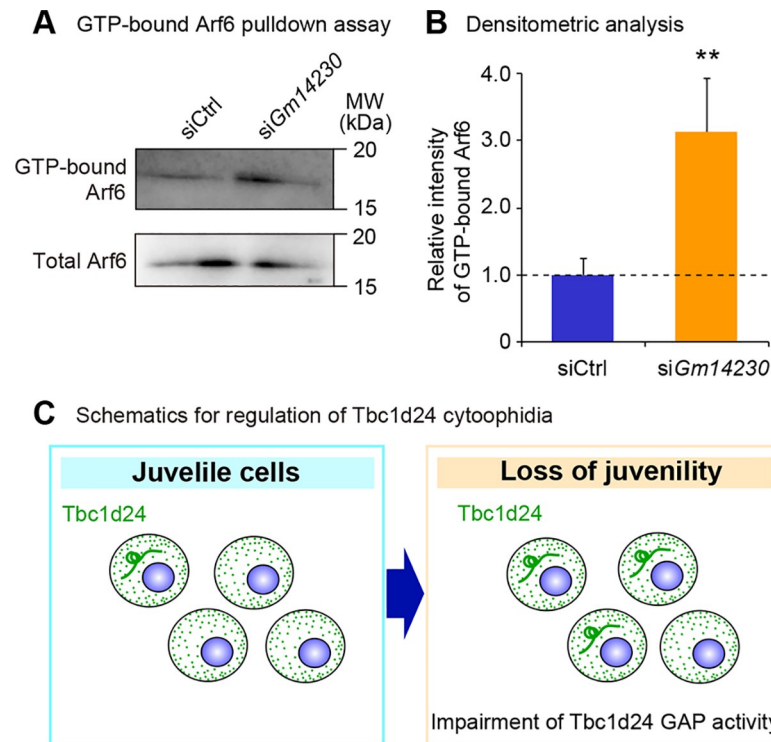 A GTP-bound Arf6 pulldown assay
siCtrl
siGm14230
MW
(kDa)
GTP-bound
Arf6
20
15
Total Arf6
20
15
B Densitometric analysis
Relative intensity
of GTP-bound Arf6
**
4.0
3.0
2.0
1.0
0
siCtrl
siGm14230
C Schematics for regulation of Tbc1d24 cytoophidia
Juvelile cells
Tbc1d24
Loss of juvenility
Tbc1d24
Impairment of Tbc1d24 GAP activity